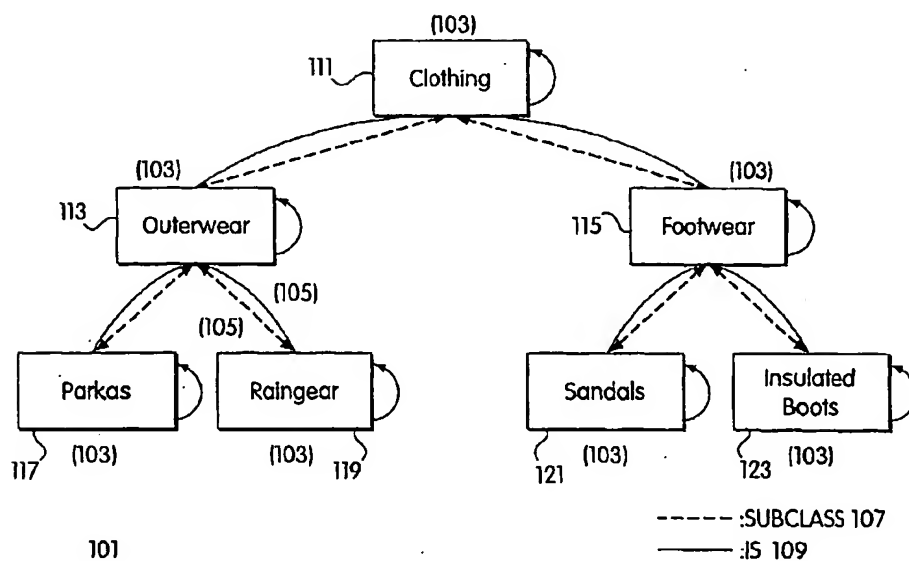 (103)
111
Clothing
(103)
(103)
113
Outerwear
115
Footwear
(105)
(105)
Parkas
Raingear
Sandals
Insulated
Boots
117
(103)
(103)
119
121
(103)
123
(103)
:SUBCLASS 107
101
:IS 109